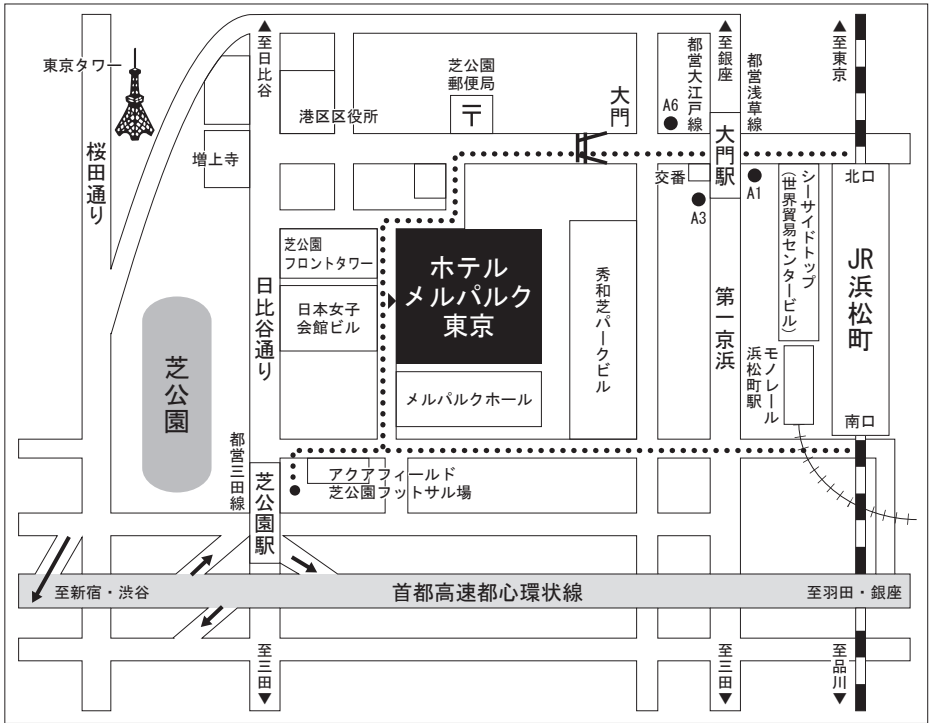 ▲至日比谷
▲至銀座
▲至東京
東京タワー
桜田通り
増上寺
港区区役所
芝公園
郵便局
〒
大門
都営大江戸線
都営浅草線
A6
大門駅
交番
A3
A1
北口
シーサイドトップ
(世界貿易センタービル)
JR浜松町
南口
モノレール
浜松町駅
第一京浜
秀和芝パークビル
ホテル
メルパルク
東京
メルパルクホール
芝公園
フロントタワー
日本女子
会館ビル
日比谷通り
芝公園
都営三田線
芝公園駅
アクアフィールド
芝公園フットサル場
至新宿・渋谷
首都高速都心環状線
至羽田・銀座
至三田▼
至三田▼
至品川▼